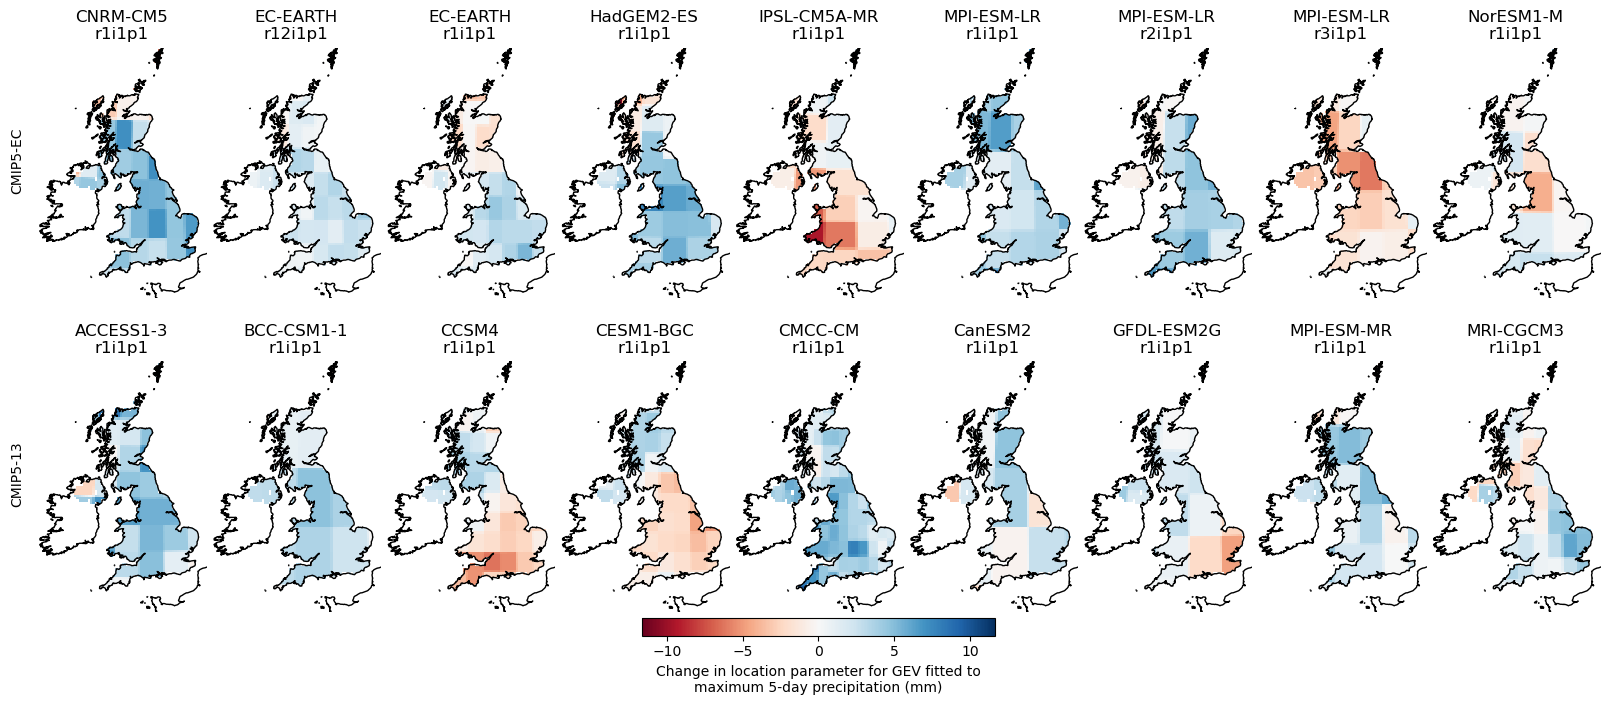 CNRM-CM5 EC-EARTH EC-EARTH HadGEM2-ES IPSL-CM5A-MR MPI-ESM-LR MPI-ESM-LR MPI-ESM-LR NorESM1-M
r1i1p1 r12i1p1 r1i1p1 r1i1p1 r1i1p1 r1i1p1 r2i1p1 r3i1p1 r1i1p1
CMIP5-EC
ACCESS1-3 BCC-CSM1-1 CCSM4 CESM1-BGC CMCC-CM CanESM2 GFDL-ESM2G MPI-ESM-MR MRI-CGCM3
r1i1p1 r1i1p1 r1i1p1 r1i1p1 r1i1p1 r1i1p1 r1i1p1 r1i1p1 r1i1p1
CMIP5-13
−10 −5 0 5 10
Change in location parameter for GEV fitted to
maximum 5-day precipitation (mm)